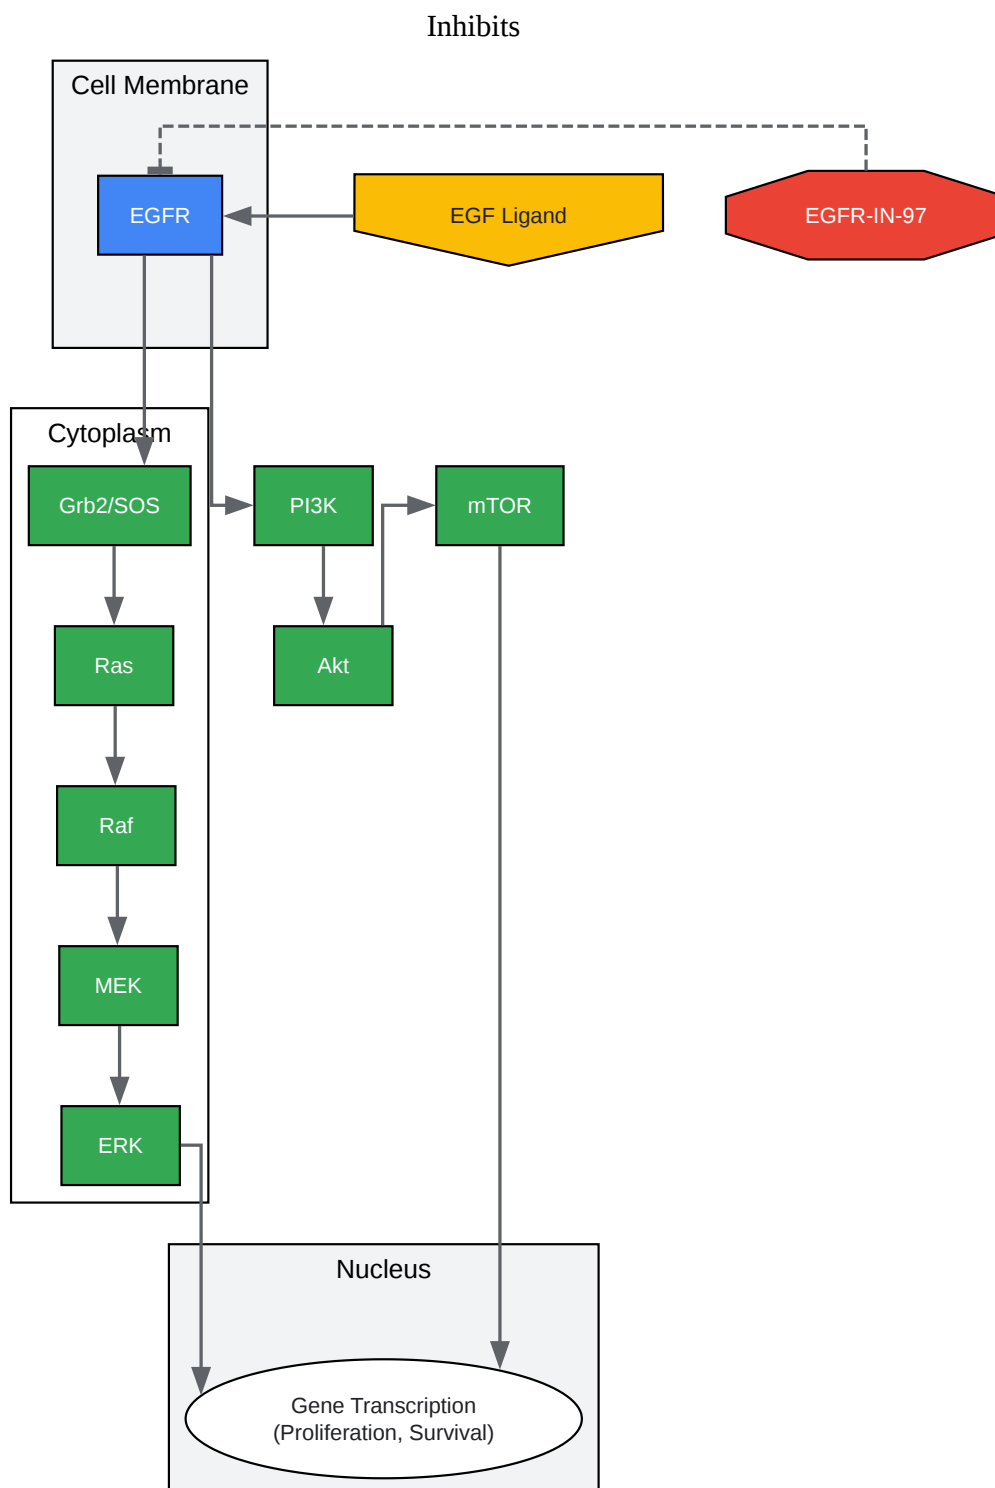 Inhibits
Cell Membrane
EGFR
EGF Ligand
EGFR-IN-97
Cytoplasm
Grb2/SOS
PI3K
mTOR
Ras
Akt
Raf
MEK
ERK
Nucleus
Gene Transcription
(Proliferation, Survival)